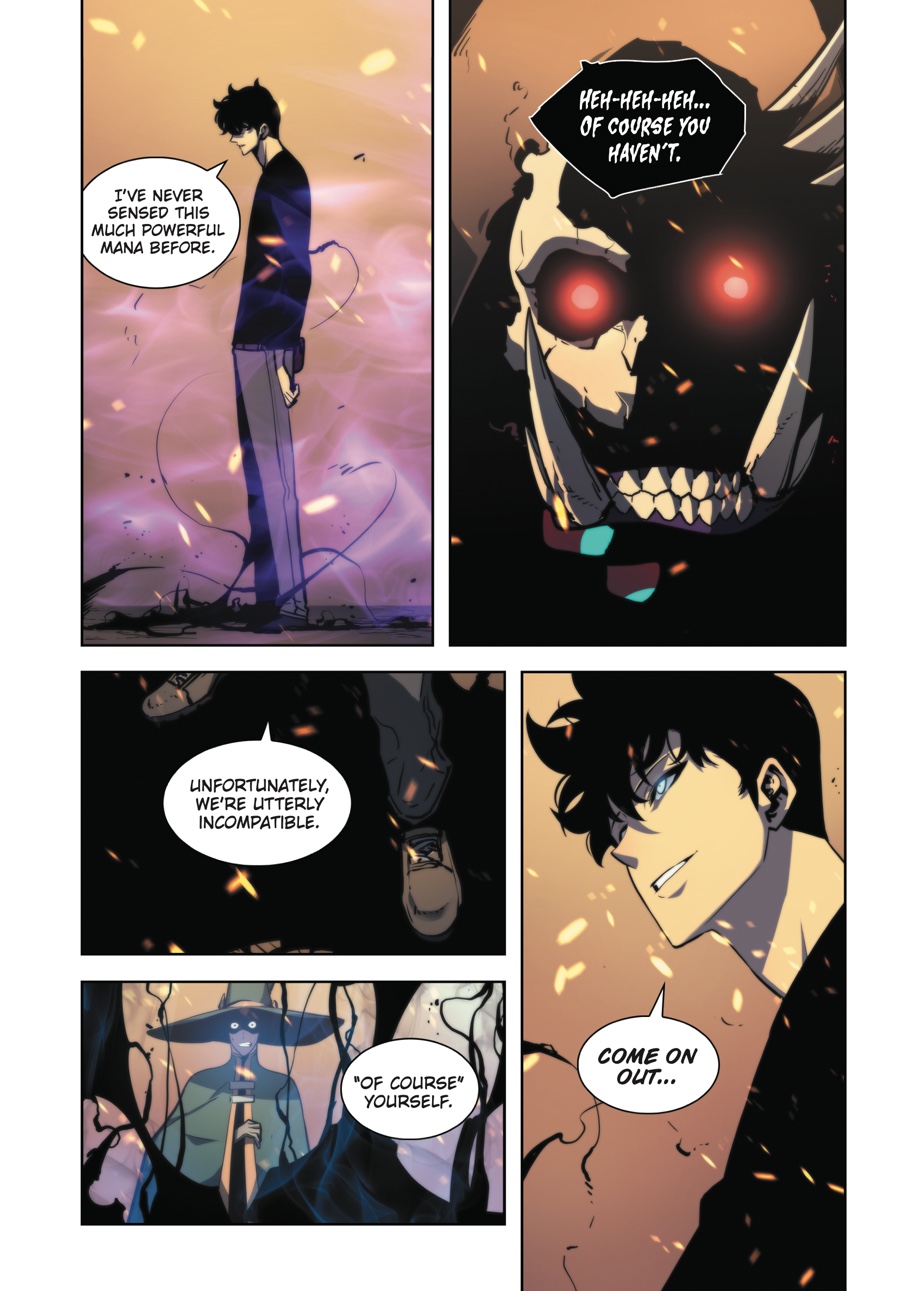 I'VE NEVER
SENSED THIS
MUCH POWERFUL
MANA BEFORE.
HEH-HEH-HEH...
OF COURSE YOU
HAVEN'T.
UNFORTUNATELY,
WE'RE UTTERLY
INCOMPATIBLE.
"OF COURSE"
YOURSELF.
COME ON
OUT...